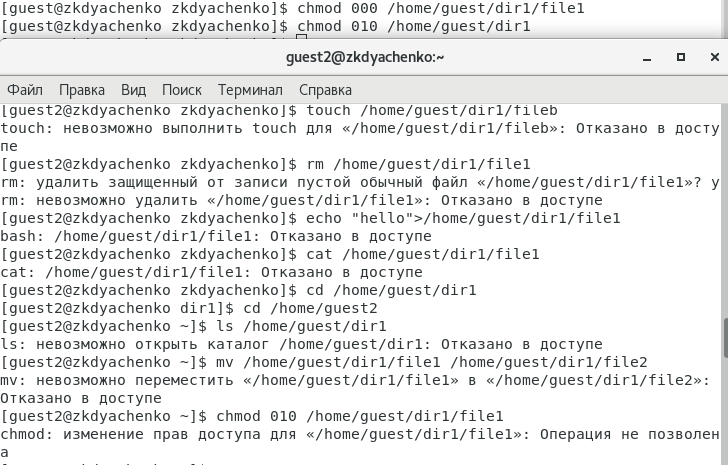 [guest@zkdyachenko zkdyachenko]$ chmod 000 /home/guest/dir1/file1
[guest@zkdyachenko zkdyachenko]$ chmod 010 /home/guest/dir1
guest2@zkdyachenko:~
Файл Правка Вид Поиск Терминал Справка
[guest2@zkdyachenko zkdyachenko]$ touch /home/guest/dir1/fileb
touch: невозможно выполнить touch для «/home/guest/dir1/fileb»: Отказано в досту
пе
[guest2@zkdyachenko zkdyachenko]$ rm /home/guest/dir1/file1
rm: удалить защищенный от записи пустой обычный файл «/home/guest/dir1/file1»? y
rm: невозможно удалить «/home/guest/dir1/file1»: Отказано в доступе
[guest2@zkdyachenko zkdyachenko]$ echo "hello">/home/guest/dir1/file1
bash: /home/guest/dir1/file1: Отказано в доступе
[guest2@zkdyachenko zkdyachenko]$ cat /home/guest/dir1/file1
cat: /home/guest/dir1/file1: Отказано в доступе
[guest2@zkdyachenko zkdyachenko]$ cd /home/guest/dir1
[guest2@zkdyachenko dir1]$ cd /home/guest2
[guest2@zkdyachenko ~]$ ls /home/guest/dir1
ls: невозможно открыть каталог /home/guest/dir1: Отказано в доступе
[guest2@zkdyachenko ~]$ mv /home/guest/dir1/file1 /home/guest/dir1/file2
mv: невозможно переместить «/home/guest/dir1/file1» в «/home/guest/dir1/file2»:
Отказано в доступе
[guest2@zkdyachenko ~]$ chmod 010 /home/guest/dir1/file1
chmod: изменение прав доступа для «/home/guest/dir1/file1»: Операция не позволен
а